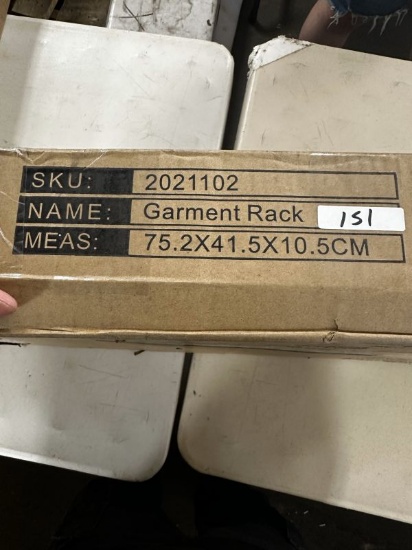 SKU: 2021102
NAME: Garment Rack 151
MEAS: 75.2X41.5X10.5CM